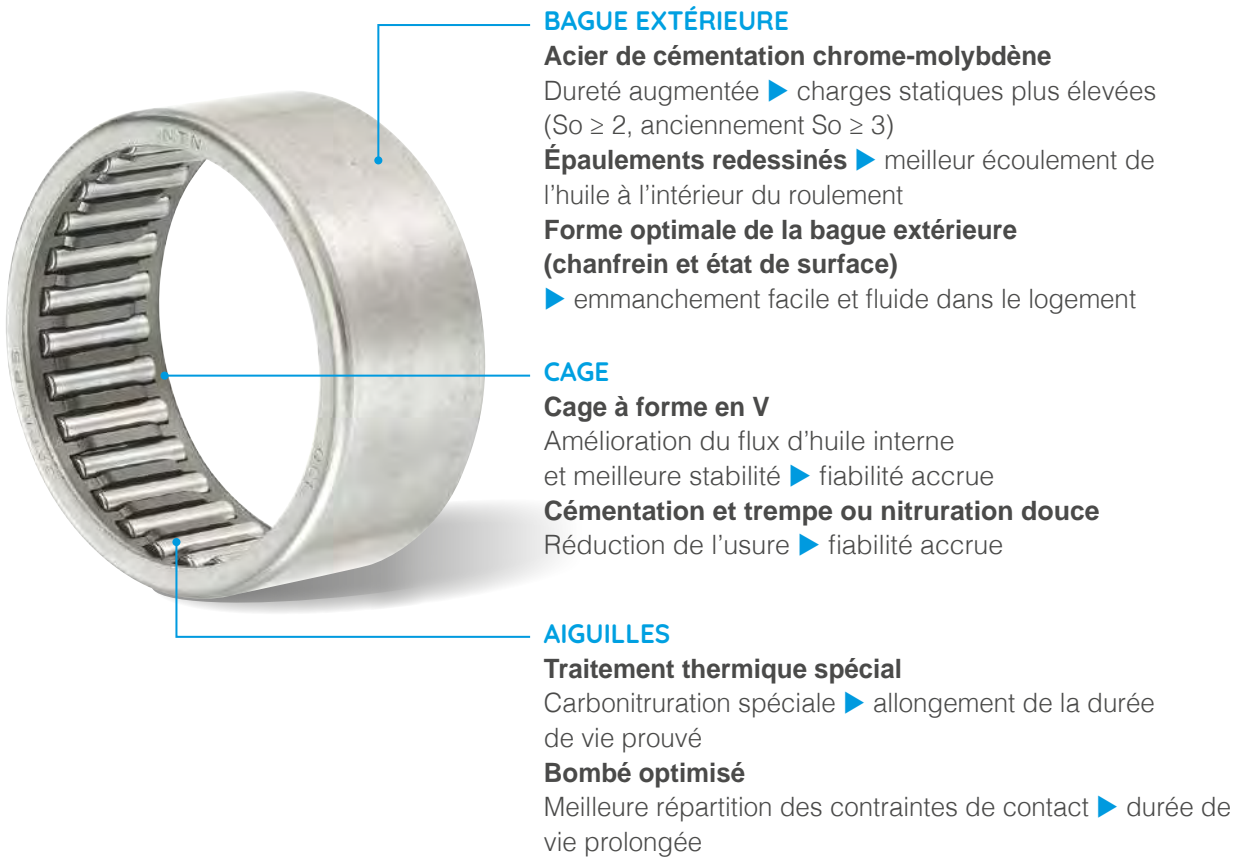 BAGUE EXTÉRIEURE
Acier de cémentation chrome-molybdène
Dureté augmentée ▶ charges statiques plus élevées
(So ≥ 2, anciennement So ≥ 3)
Épaulements redessinés ▶ meilleur écoulement de
l’huile à l’intérieur du roulement
Forme optimale de la bague extérieure
(chanfrein et état de surface)
▶ emmanchement facile et fluide dans le logement
CAGE
Cage à forme en V
Amélioration du flux d’huile interne
et meilleure stabilité ▶ fiabilité accrue
Cémentation et trempe ou nitruration douce
Réduction de l’usure ▶ fiabilité accrue
AIGUILLES
Traitement thermique spécial
Carbonitruration spéciale ▶ allongement de la durée
de vie prouvé
Bombé optimisé
Meilleure répartition des contraintes de contact ▶ durée de
vie prolongée
NTN